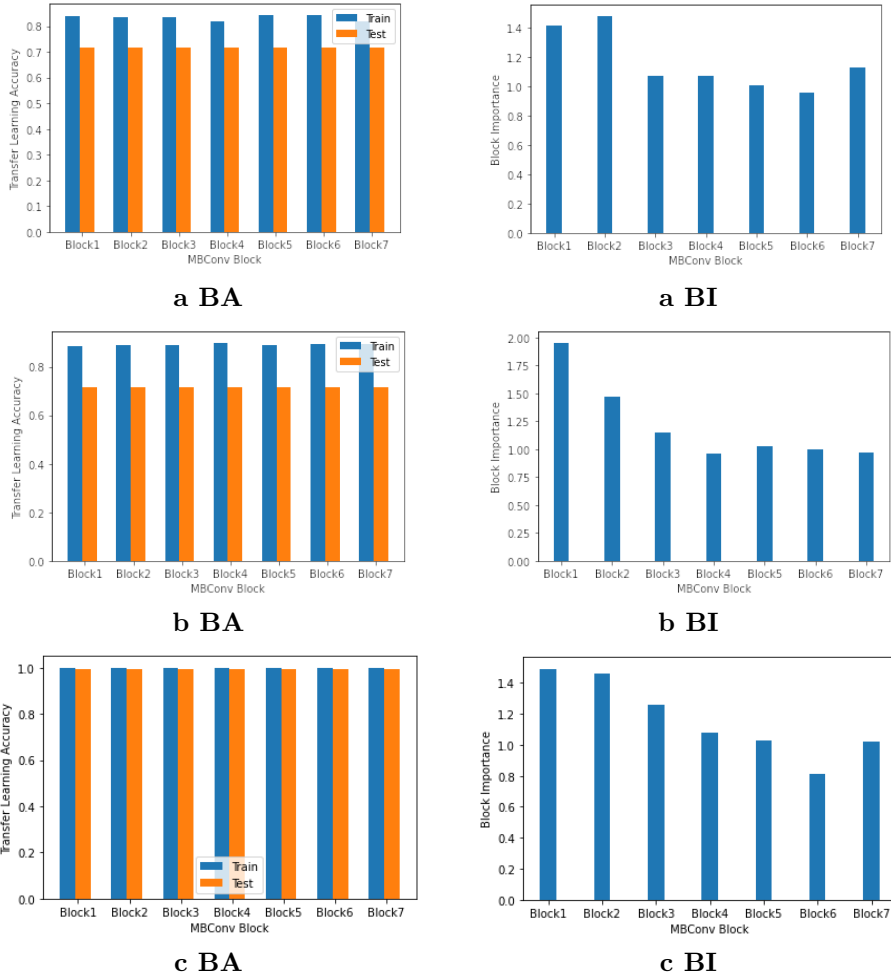 Transfer Learning Accuracy
0.8
0.7
0.6
0.5
0.4
0.3
0.2
0.1
0.0
Train
Test
Block1 Block2 Block3 Block4 Block5 Block6 Block7
MBConv Block
a BA
Block Importance
1.4
1.2
1.0
0.8
0.6
0.4
0.2
0.0
Block1 Block2 Block3 Block4 Block5 Block6 Block7
MBConv Block
a BI
Transfer Learning Accuracy
0.8
0.6
0.4
0.2
0.0
Train
Test
Block1 Block2 Block3 Block4 Block5 Block6 Block7
MBConv Block
b BA
Block Importance
2.00
1.75
1.50
1.25
1.00
0.75
0.50
0.25
0.00
Block1 Block2 Block3 Block4 Block5 Block6 Block7
MBConv Block
b BI
Transfer Learning Accuracy
1.0
0.8
0.6
0.4
0.2
0.0
Train
Test
Block1 Block2 Block3 Block4 Block5 Block6 Block7
MBConv Block
c BA
Block Importance
1.4
1.2
1.0
0.8
0.6
0.4
0.2
0.0
Block1 Block2 Block3 Block4 Block5 Block6 Block7
MBConv Block
c BI